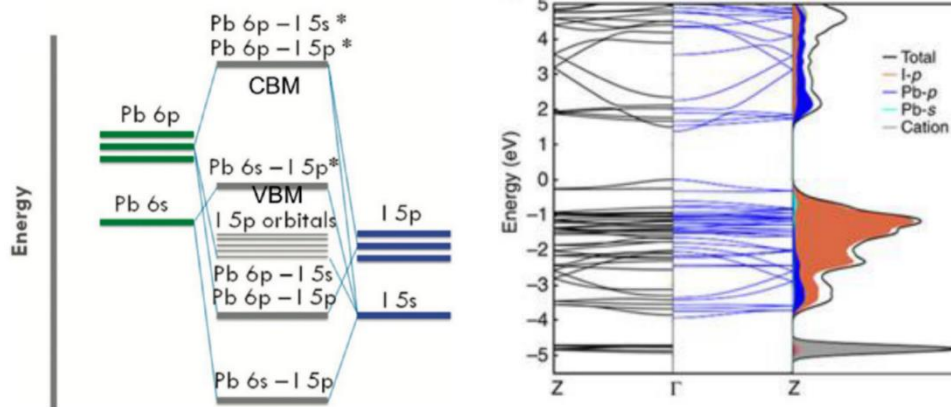 Energy
Pb 6p – I 5s *
Pb 6p – I 5p *
CBM
Pb 6p
Pb 6s – I 5p*
VBM
Pb 6s
I 5p orbitals
I 5p
Pb 6p – I 5s
Pb 6p – I 5p
I 5s
Pb 6s – I 5p
Energy (eV)
5
4
3
2
1
0
−1
−2
−3
−4
−5
Z
Γ
Z
Total
I-p
Pb-p
Pb-s
Cation